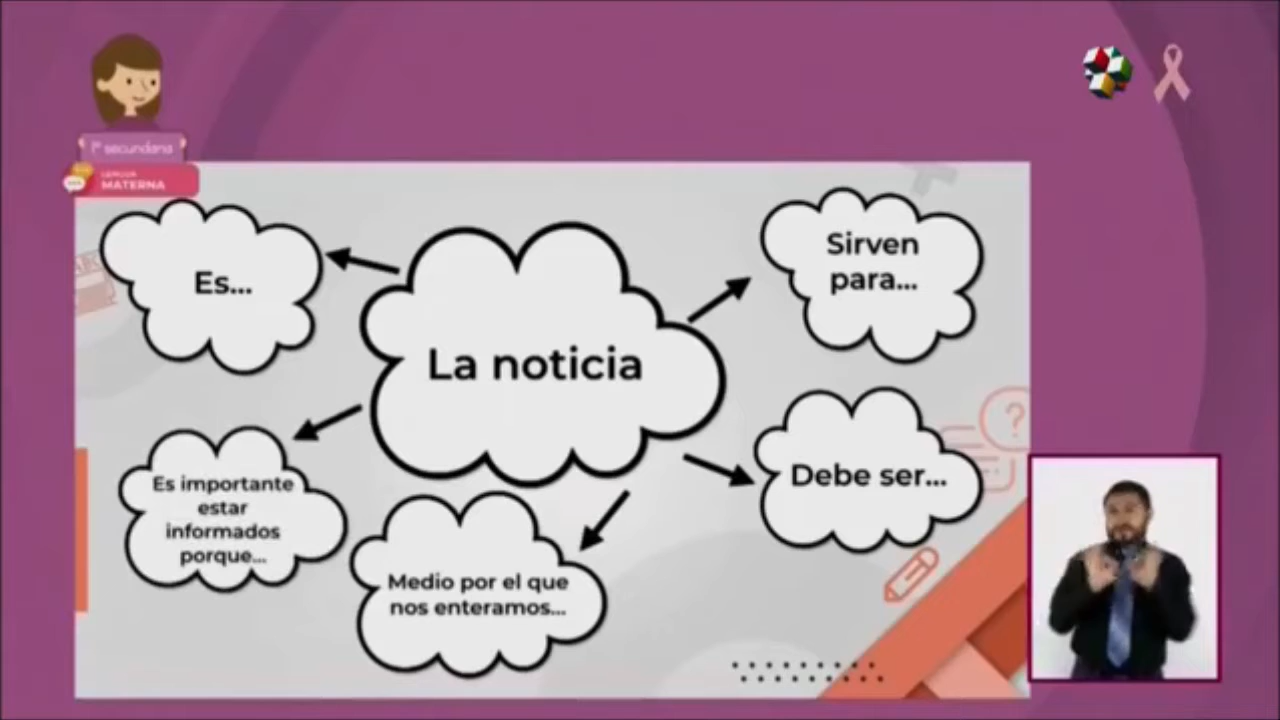 1° secundaria
LENGUA
MATERNA
Es...
La noticia
Sirven
para...
Es importante
estar
informados
porque...
Medio por el que
nos enteramos...
Debe ser...